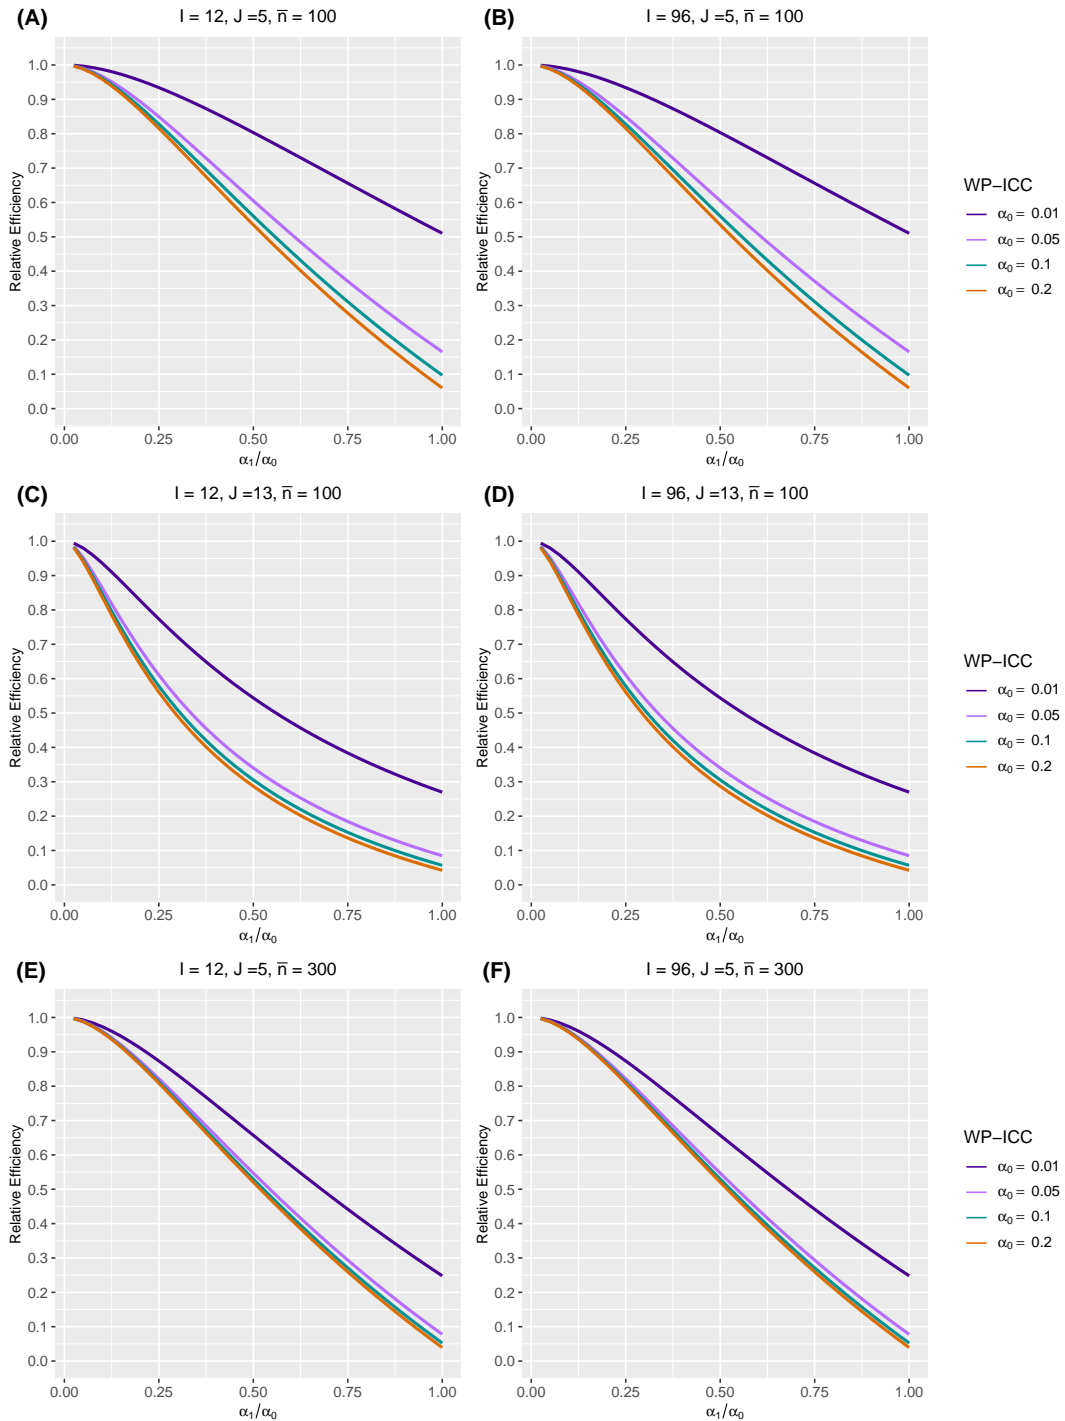 (A)
I = 12, J =5, n̅ = 100
Relative Efficiency
1.0
0.9
0.8
0.7
0.6
0.5
0.4
0.3
0.2
0.1
0.0
0.00 0.25 0.50 0.75 1.00
α₁/α₀
(B)
I = 96, J =5, n̅ = 100
Relative Efficiency
1.0
0.9
0.8
0.7
0.6
0.5
0.4
0.3
0.2
0.1
0.0
0.00 0.25 0.50 0.75 1.00
α₁/α₀
WP−ICC
α₀ = 0.01
α₀ = 0.05
α₀ = 0.1
α₀ = 0.2
(C)
I = 12, J =13, n̅ = 100
Relative Efficiency
1.0
0.9
0.8
0.7
0.6
0.5
0.4
0.3
0.2
0.1
0.0
0.00 0.25 0.50 0.75 1.00
α₁/α₀
(D)
I = 96, J =13, n̅ = 100
Relative Efficiency
1.0
0.9
0.8
0.7
0.6
0.5
0.4
0.3
0.2
0.1
0.0
0.00 0.25 0.50 0.75 1.00
α₁/α₀
WP−ICC
α₀ = 0.01
α₀ = 0.05
α₀ = 0.1
α₀ = 0.2
(E)
I = 12, J =5, n̅ = 300
Relative Efficiency
1.0
0.9
0.8
0.7
0.6
0.5
0.4
0.3
0.2
0.1
0.0
0.00 0.25 0.50 0.75 1.00
α₁/α₀
(F)
I = 96, J =5, n̅ = 300
Relative Efficiency
1.0
0.9
0.8
0.7
0.6
0.5
0.4
0.3
0.2
0.1
0.0
0.00 0.25 0.50 0.75 1.00
α₁/α₀
WP−ICC
α₀ = 0.01
α₀ = 0.05
α₀ = 0.1
α₀ = 0.2